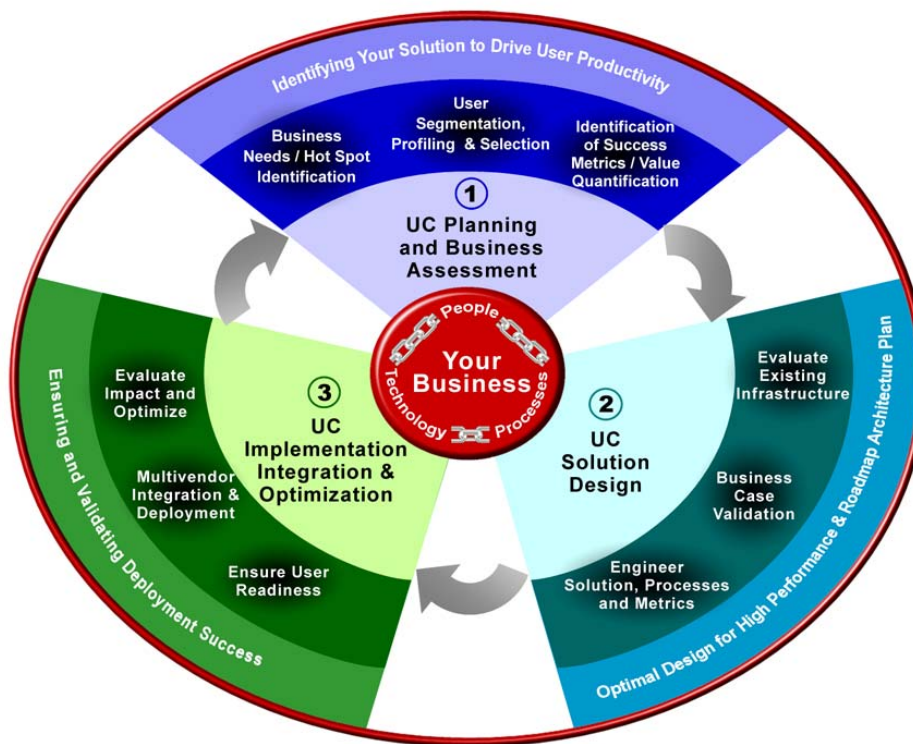 Identifying Your Solution to Drive User Productivity
Business
Needs / Hot Spot
Identification
User
Segmentation,
Profiling & Selection
Identification
of Success
Metrics / Value
Quantification
1
UC Planning
and Business
Assessment
People
Technology
Processes
Your
Business
2
UC
Solution
Design
Evaluate
Existing
Infrastructure
Business
Case
Validation
Engineer
Solution, Processes
and Metrics
Optimal Design for High Performance & Roadmap Architecture Plan
3
UC
Implementation
Integration &
Optimization
Evaluate
Impact and
Optimize
Multivendor
Integration &
Deployment
Ensure User
Readiness
Ensuring and Validating Deployment Success